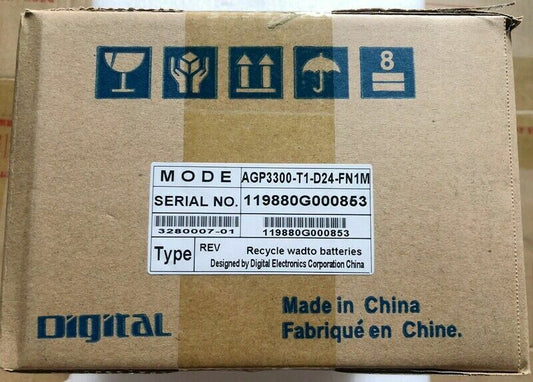 8
MODE AGP3300-T1-D24-FN1M
SERIAL NO. 119880G000853
3280007-01 119880G000853
Type REV Recycle wadto batteries
Designed by Digital Electronics Corporation China
Digital
Made in China
Fabriqué en Chine.